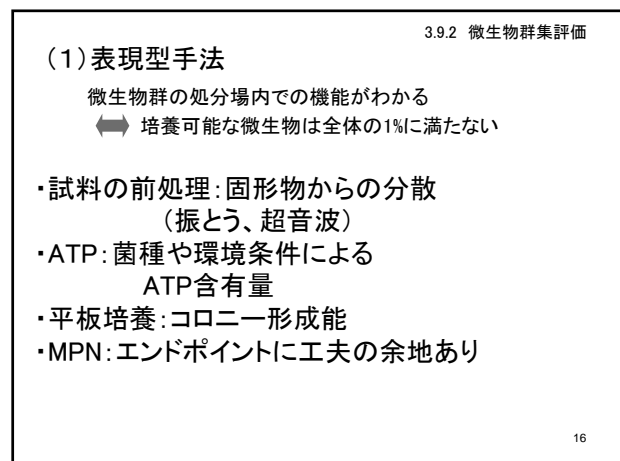 3.9.2 微生物群集評価
（１）表現型手法
微生物群の処分場内での機能がわかる
培養可能な微生物は全体の1%に満たない
・試料の前処理：固形物からの分散
（振とう、超音波）
・ATP：菌種や環境条件による
ATP含有量
・平板培養：コロニー形成能
・MPN：エンドポイントに工夫の余地あり
16